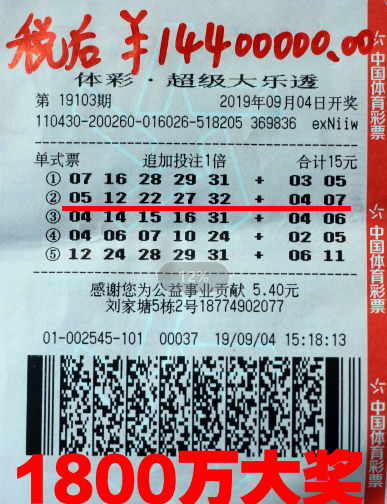 税后￥14400000.00
体彩·超级大乐透
第 19103期 2019年09月04日开奖
110430-200260-016026-518205 369836 exNiiw
单式票 追加投注1倍 合计15元
① 07 16 28 29 31 + 03 05
② 05 12 22 27 32 + 04 07
③ 04 14 15 16 31 + 04 06
④ 04 06 07 10 24 + 02 05
⑤ 12 24 28 29 31 + 06 11
12%
感谢您为公益事业贡献 5.40元
刘家塘5栋2号18774902077
01-002545-101 00037 19/09/04 15:18:13
1800万大奖
中国体育彩票
中国体育彩票
中国体育彩票